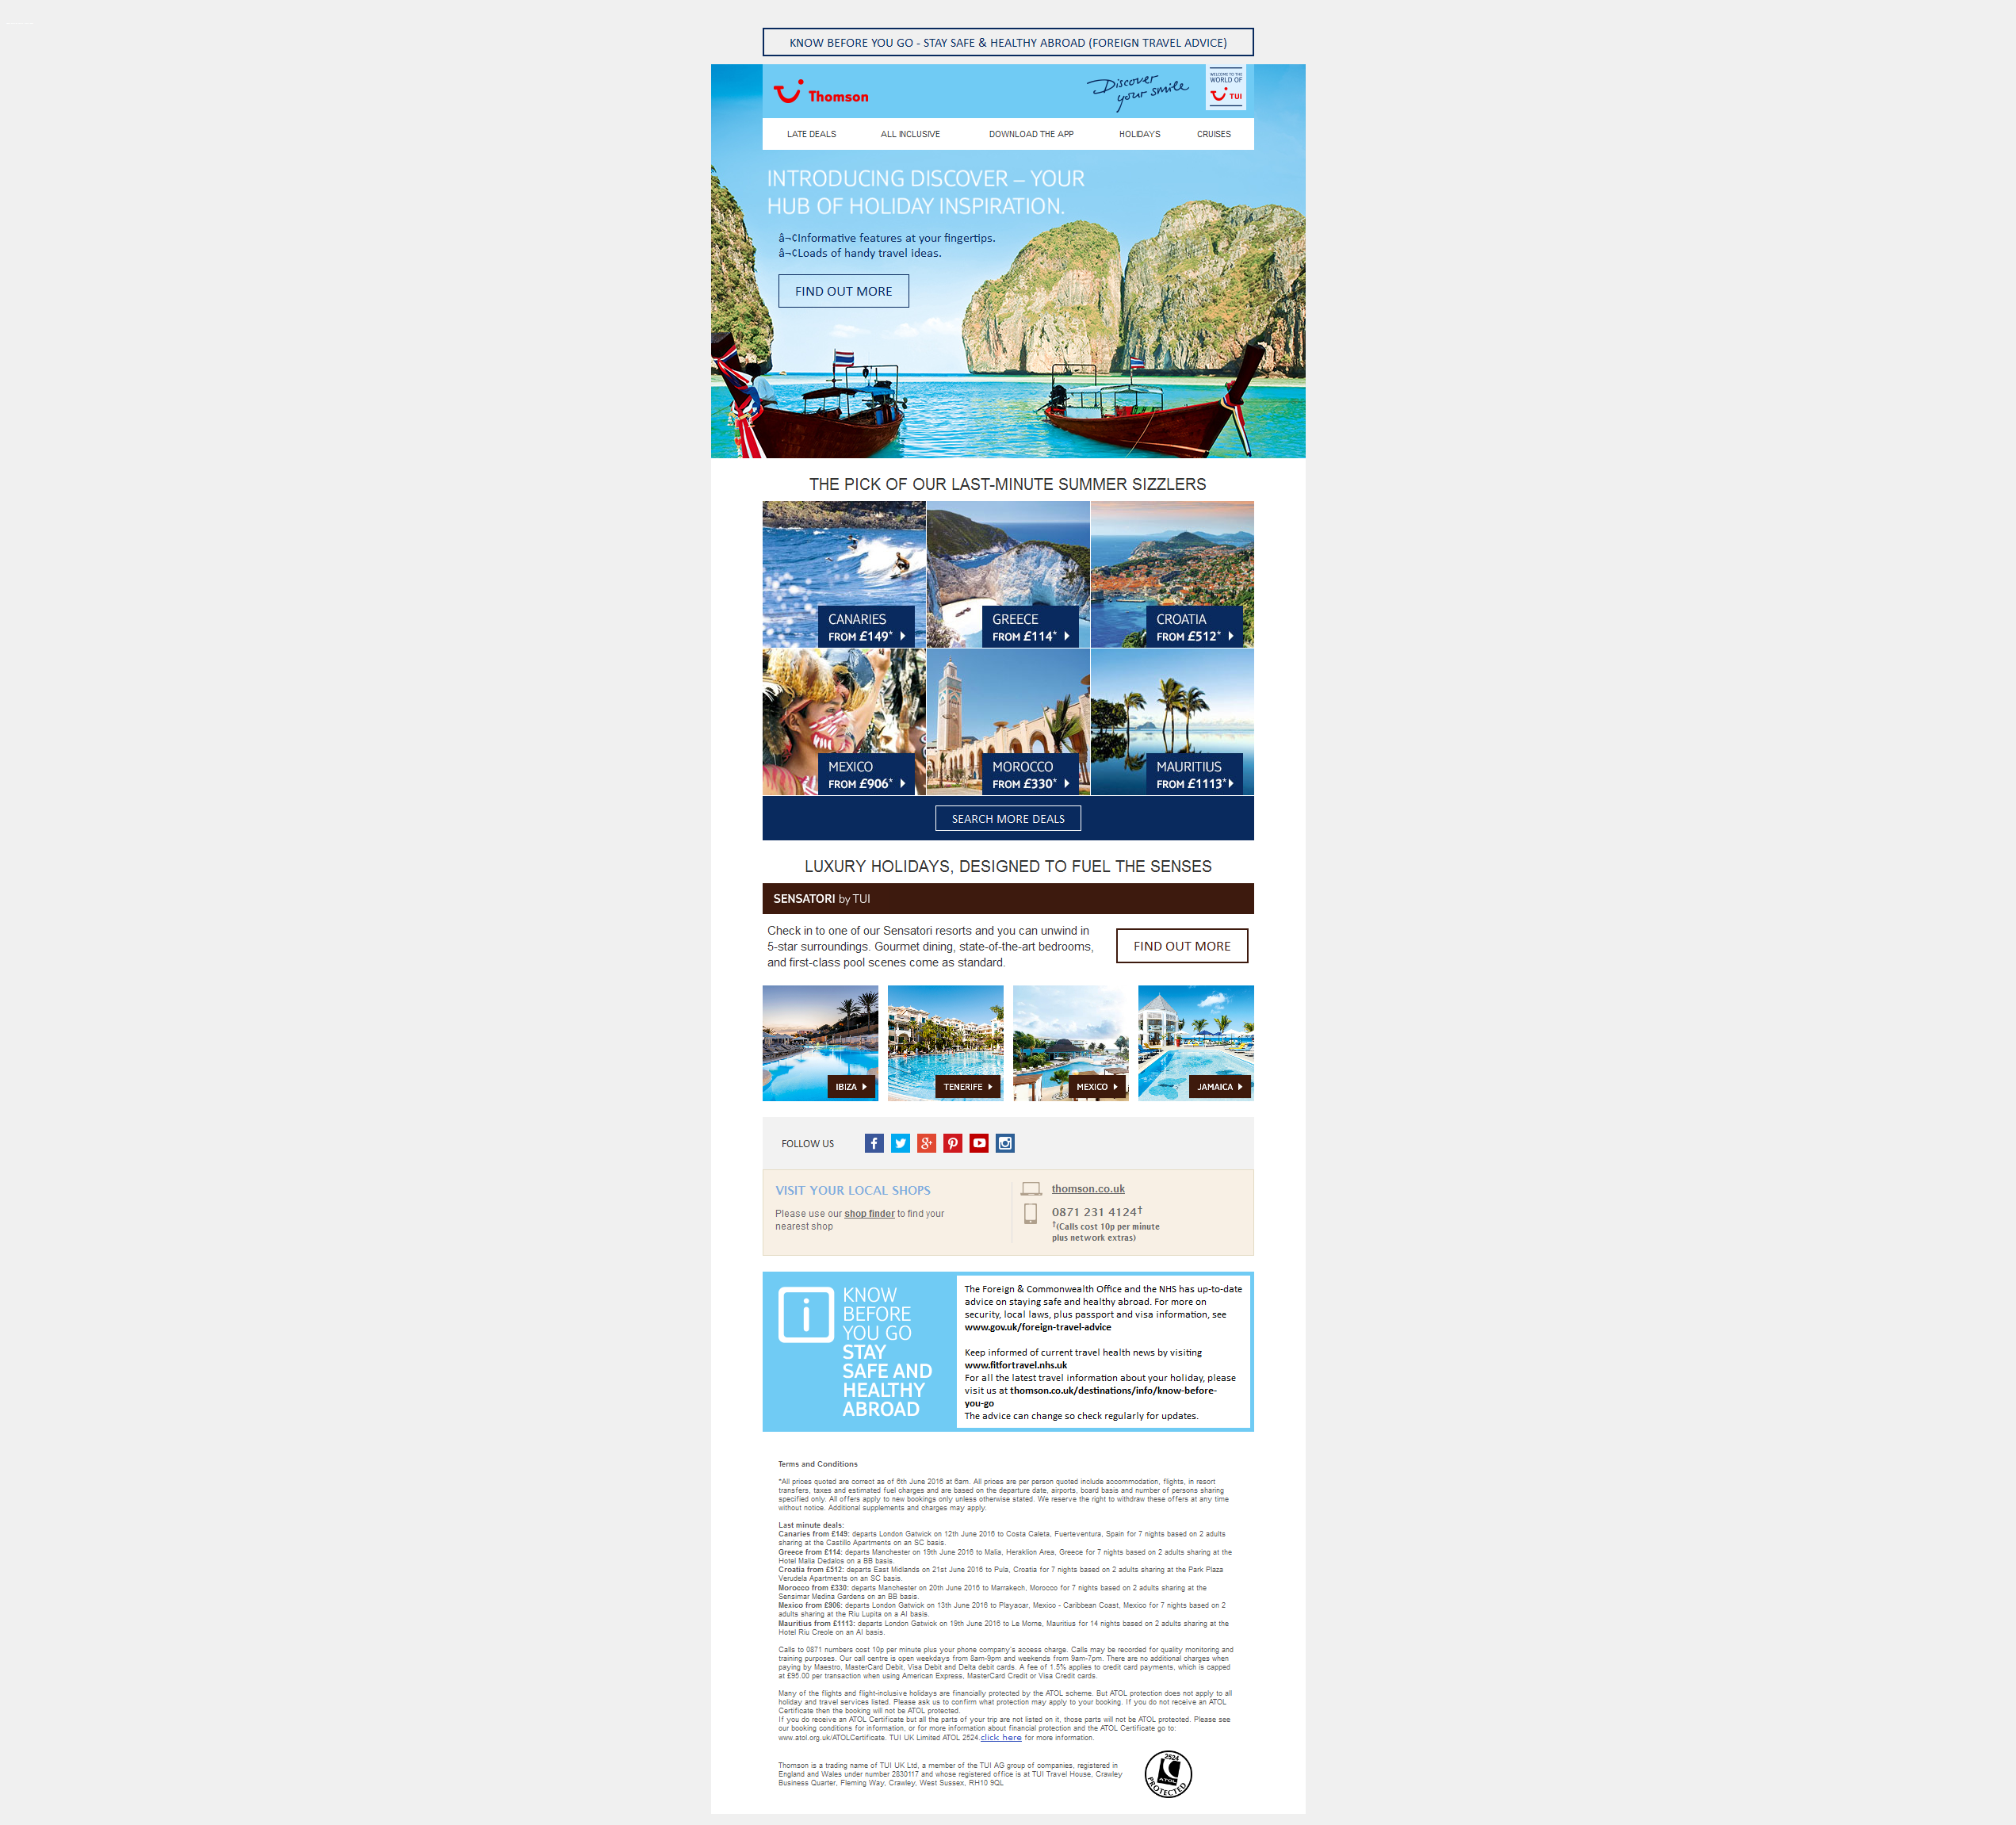 KNOW BEFORE YOU GO - STAY SAFE & HEALTHY ABROAD (FOREIGN TRAVEL ADVICE)
Thomson
Discover your smile
WELCOME TO THE
WORLD OF
TUI
LATE DEALS ALL INCLUSIVE DOWNLOAD THE APP HOLIDAYS CRUISES
INTRODUCING DISCOVER – YOUR
HUB OF HOLIDAY INSPIRATION.
â¬¢Informative features at your fingertips.
â¬¢Loads of handy travel ideas.
FIND OUT MORE
THE PICK OF OUR LAST-MINUTE SUMMER SIZZLERS
CANARIES
FROM £149*
GREECE
FROM £114*
CROATIA
FROM £512*
MEXICO
FROM £906*
MOROCCO
FROM £330*
MAURITIUS
FROM £1113*
SEARCH MORE DEALS
LUXURY HOLIDAYS, DESIGNED TO FUEL THE SENSES
SENSATORI by TUI
Check in to one of our Sensatori resorts and you can unwind in
5-star surroundings. Gourmet dining, state-of-the-art bedrooms,
and first-class pool scenes come as standard.
FIND OUT MORE
IBIZA
TENERIFE
MEXICO
JAMAICA
FOLLOW US
VISIT YOUR LOCAL SHOPS
Please use our shop finder to find your
nearest shop
thomson.co.uk
0871 231 4124†
†(Calls cost 10p per minute
plus network extras)
KNOW
BEFORE
YOU GO
STAY
SAFE AND
HEALTHY
ABROAD
The Foreign & Commonwealth Office and the NHS has up-to-date
advice on staying safe and healthy abroad. For more on
security, local laws, plus passport and visa information, see
www.gov.uk/foreign-travel-advice
Keep informed of current travel health news by visiting
www.fitfortravel.nhs.uk
For all the latest travel information about your holiday, please
visit us at thomson.co.uk/destinations/info/know-before-
you-go
The advice can change so check regularly for updates.
Terms and Conditions
*All prices quoted are correct as of 6th June 2016 at 6am. All prices are per person quoted include accommodation, flights, in resort
transfers, taxes and estimated fuel charges and are based on the departure date, airports, board basis and number of persons sharing
specified only. All offers apply to new bookings only unless otherwise stated. We reserve the right to withdraw these offers at any time
without notice. Additional supplements and charges may apply.
Last minute deals:
Canaries from £149: departs London Gatwick on 12th June 2016 to Costa Caleta, Fuerteventura, Spain for 7 nights based on 2 adults
sharing at the Castillo Apartments on an SC basis.
Greece from £114: departs Manchester on 19th June 2016 to Malia, Heraklion Area, Greece for 7 nights based on 2 adults sharing at the
Hotel Malia Dedalos on a BB basis.
Croatia from £512: departs East Midlands on 21st June 2016 to Pula, Croatia for 7 nights based on 2 adults sharing at the Park Plaza
Verudela Apartments on an SC basis.
Morocco from £330: departs Manchester on 20th June 2016 to Marrakech, Morocco for 7 nights based on 2 adults sharing at the
Sensimar Medina Gardens on an BB basis.
Mexico from £906: departs London Gatwick on 13th June 2016 to Playacar, Mexico - Caribbean Coast, Mexico for 7 nights based on 2
adults sharing at the Riu Lupita on a AI basis.
Mauritius from £1113: departs London Gatwick on 19th June 2016 to Le Morne, Mauritius for 14 nights based on 2 adults sharing at the
Hotel Riu Creole on an AI basis.
Calls to 0871 numbers cost 10p per minute plus your phone company's access charge. Calls may be recorded for quality monitoring and
training purposes. Our call centre is open weekdays from 8am-9pm and weekends from 9am-7pm. There are no additional charges when
paying by Maestro, MasterCard Debit, Visa Debit and Delta debit cards. A fee of 1.5% applies to credit card payments, which is capped
at £95.00 per transaction when using American Express, MasterCard Credit or Visa Credit cards.
Many of the flights and flight-inclusive holidays are financially protected by the ATOL scheme. But ATOL protection does not apply to all
holiday and travel services listed. Please ask us to confirm what protection may apply to your booking. If you do not receive an ATOL
Certificate then the booking will not be ATOL protected.
If you do receive an ATOL Certificate but all the parts of your trip are not listed on it, those parts will not be ATOL protected. Please see
our booking conditions for information, or for more information about financial protection and the ATOL Certificate go to:
www.atol.org.uk/ATOLCertificate. TUI UK Limited ATOL 2524.click here for more information.
Thomson is a trading name of TUI UK Ltd, a member of the TUI AG group of companies, registered in
England and Wales under number 2830117 and whose registered office is at TUI Travel House, Crawley
Business Quarter, Fleming Way, Crawley, West Sussex, RH10 9QL
2524
ATOL
PROTECTED